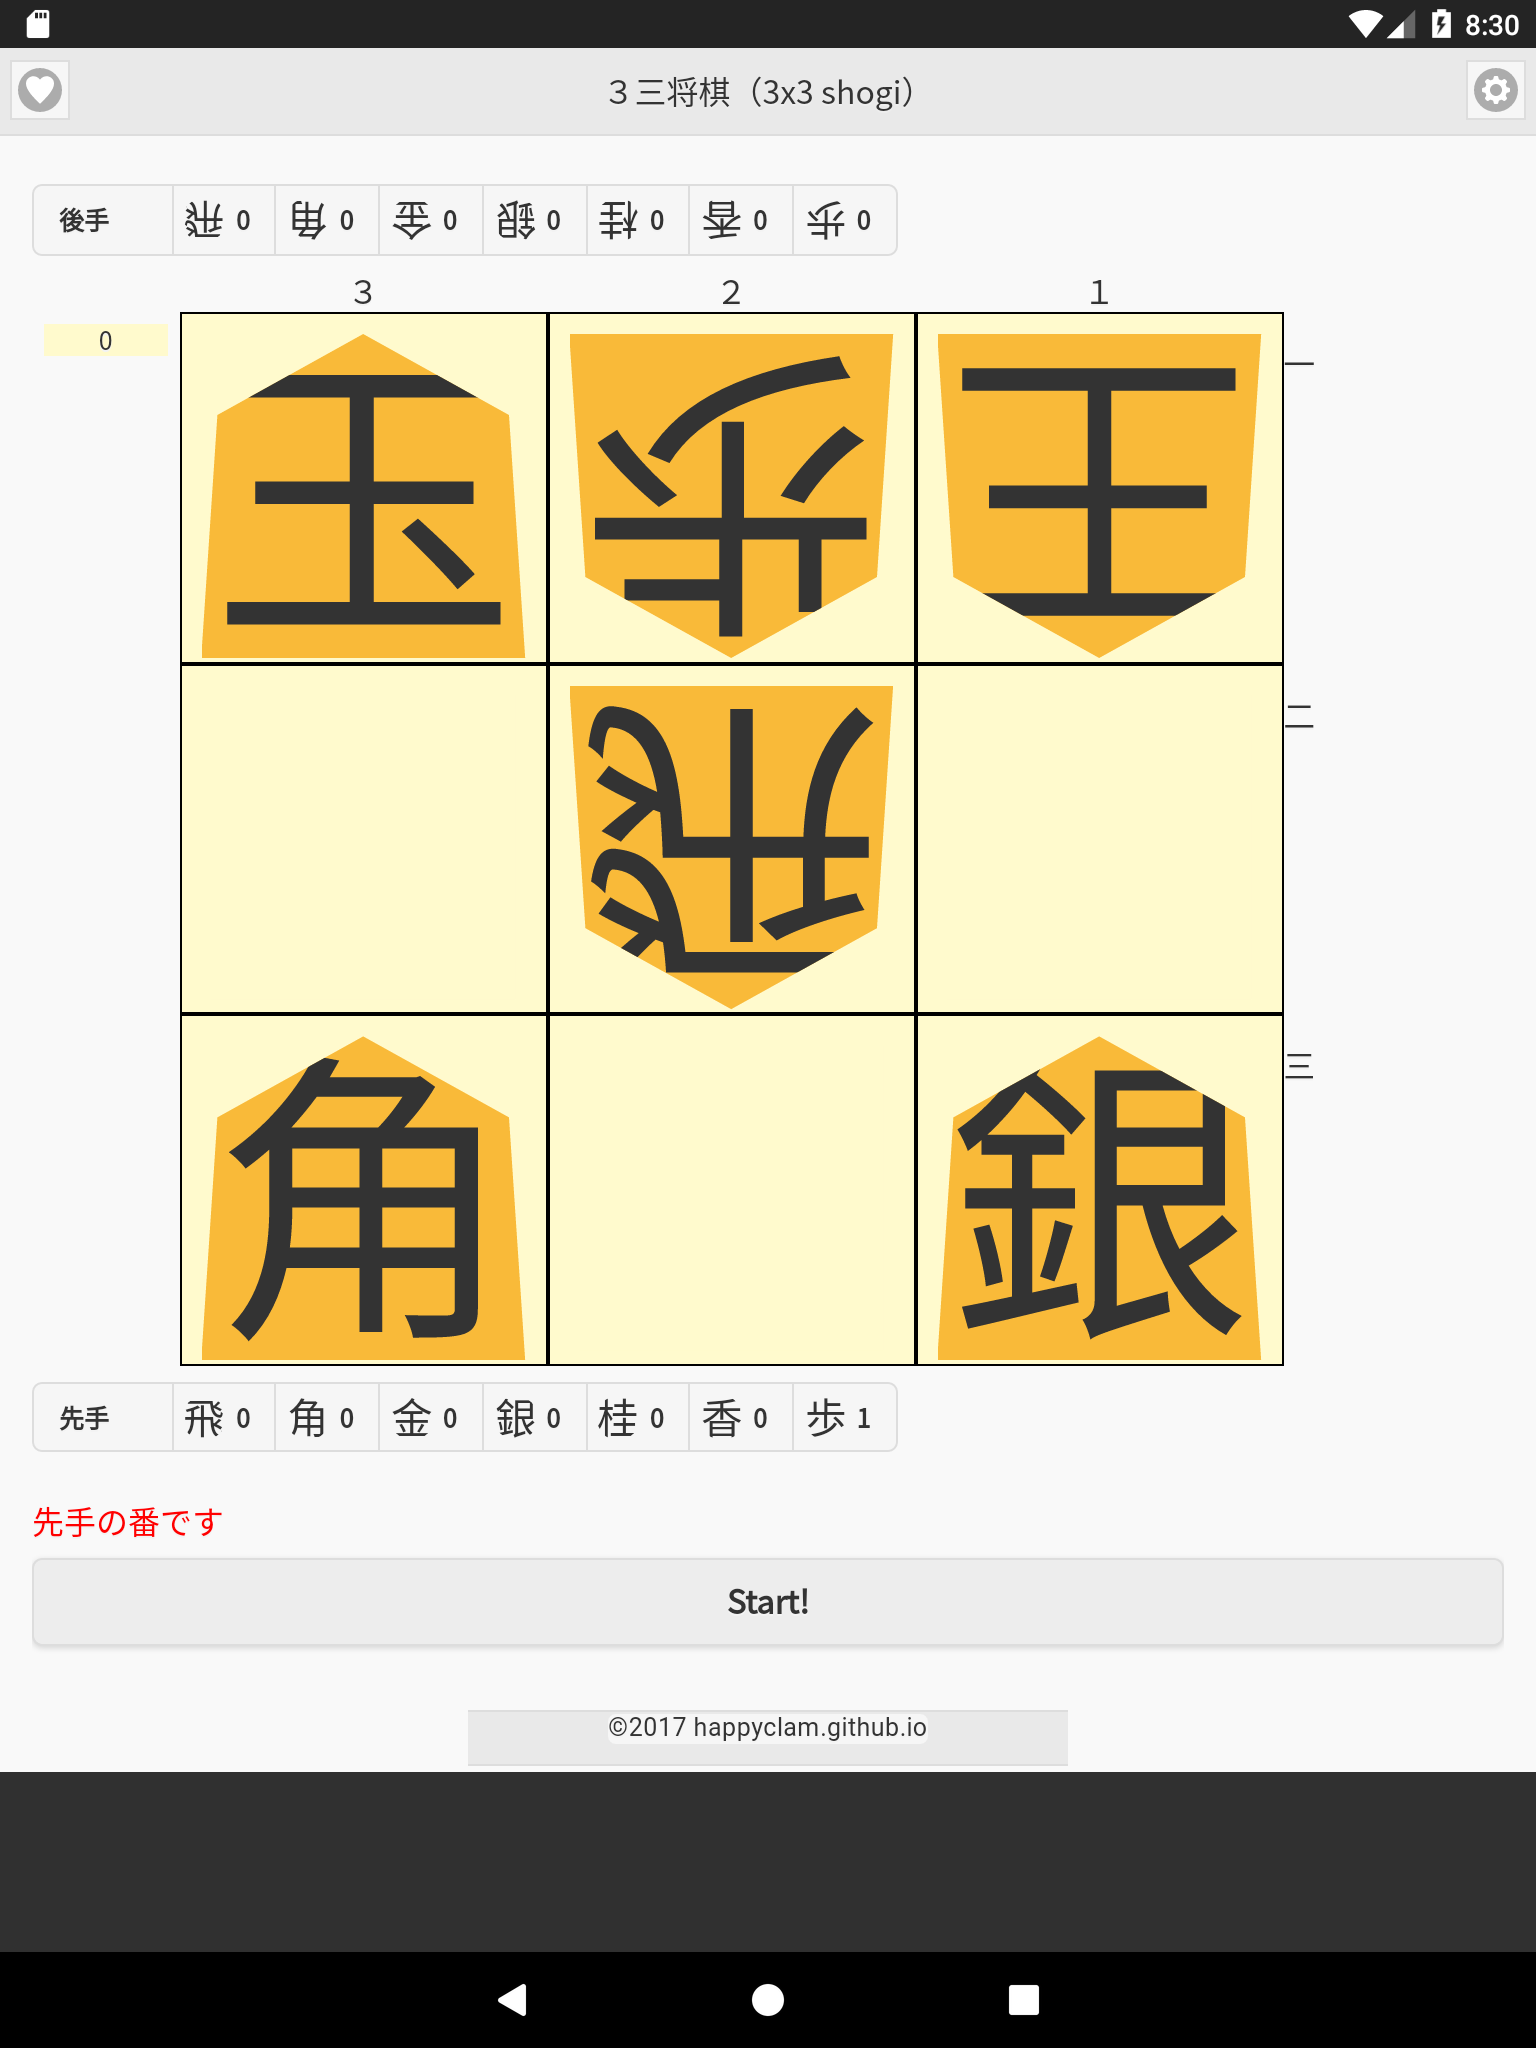 8:30
３三将棋（3x3 shogi）
後手 飛 0 角 0 金 0 銀 0 桂 0 香 0 歩 0
３ ２ １
0
玉 歩 王 一
飛 二
角 銀 三
先手 飛 0 角 0 金 0 銀 0 桂 0 香 0 歩 1
先手の番です
Start!
©2017 happyclam.github.io